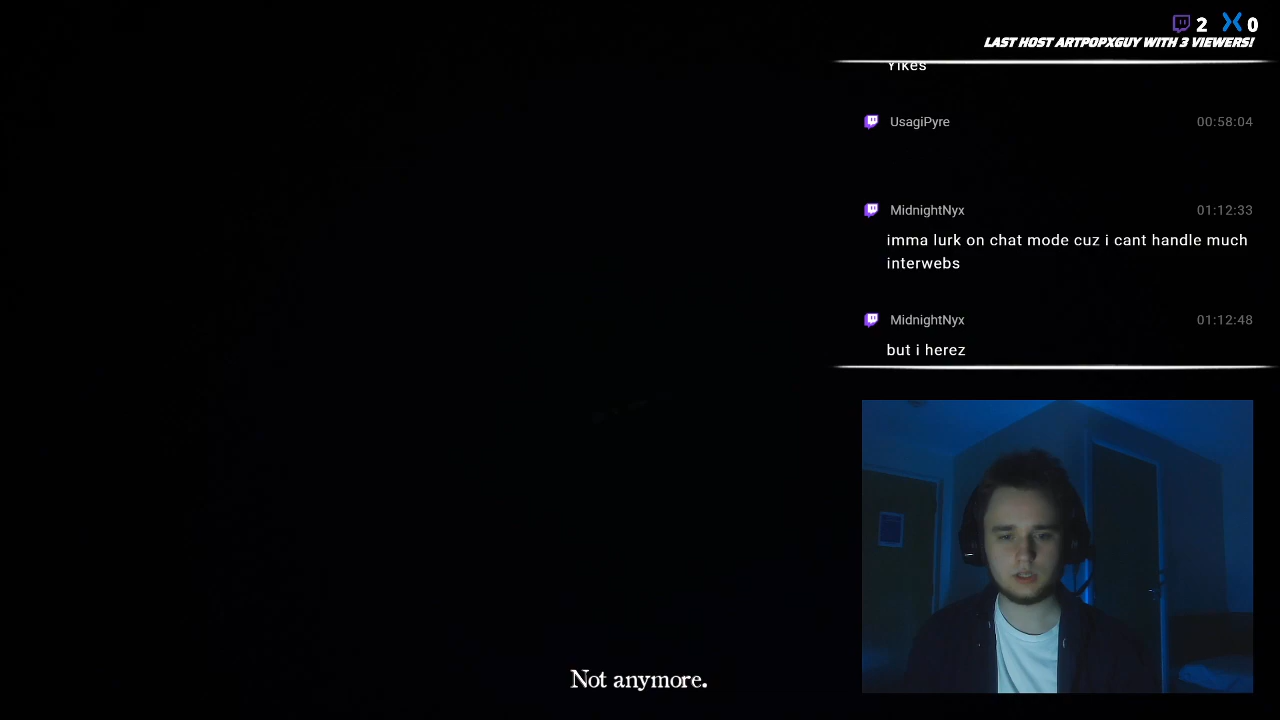 2 0
LAST HOST ARTPOPXGUY WITH 3 VIEWERS!
Yikes
UsagiPyre 00:58:04
MidnightNyx 01:12:33
imma lurk on chat mode cuz i cant handle much
interwebs
MidnightNyx 01:12:48
but i herez
Not anymore.